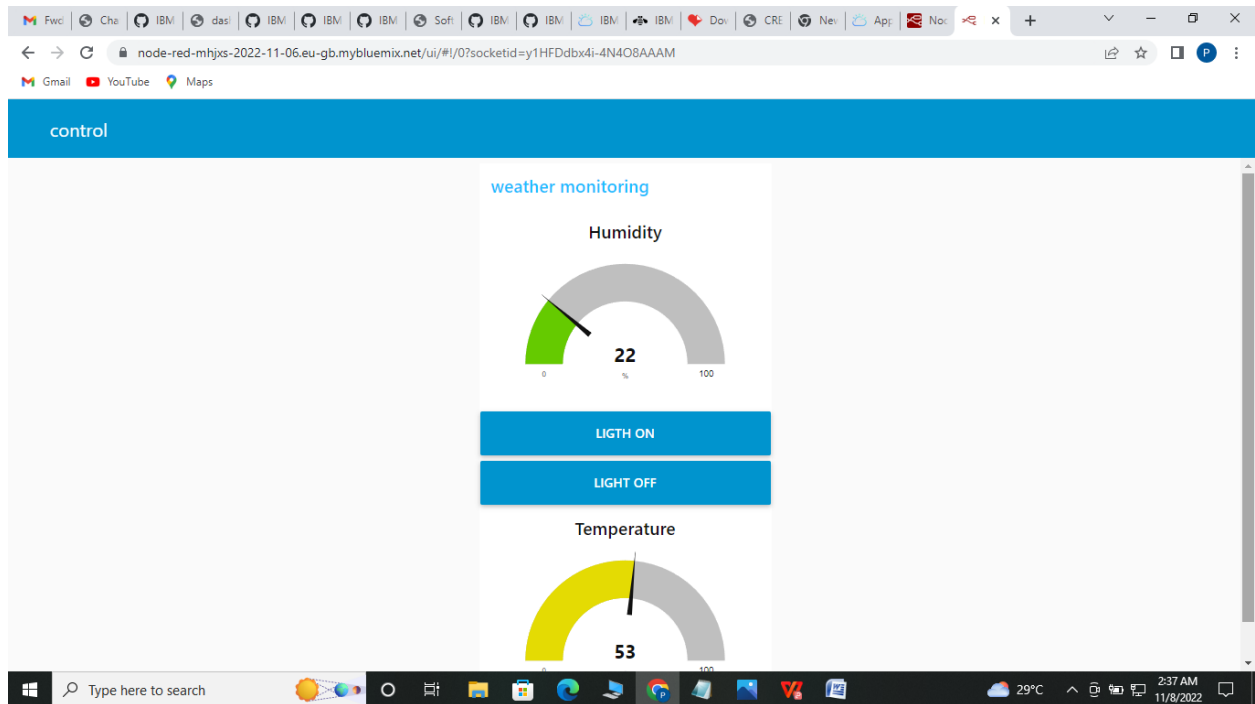 Fwd Cha IBM das IBM IBM IBM Soft IBM IBM IBM IBM Dov CRE Nev App Noc
node-red-mhjxs-2022-11-06.eu-gb.mybluemix.net/ui/#!/0?socketid=y1HFDdbx4i-4N4O8AAAM
P
Gmail YouTube Maps
control
weather monitoring
Humidity
22
0 % 100
LIGTH ON
LIGHT OFF
Temperature
53
0 100
Type here to search
29°C
2:37 AM
11/8/2022